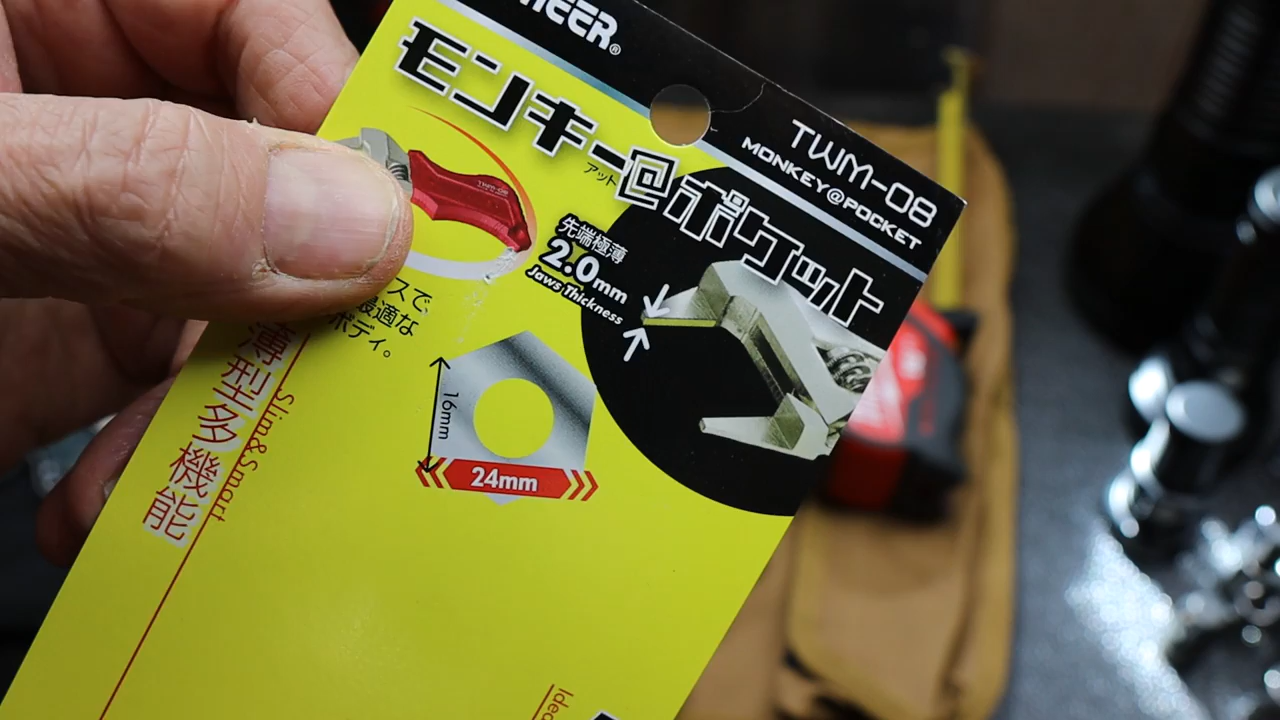 NEER®
TWM-08
MONKEY@POCKET
モンキー@ポケット
アット
先端極薄
2.0mm
Jaws Thickness
スで
最適な
ボディ。
16mm
24mm
薄型多機能
Slim&Smart
Idea